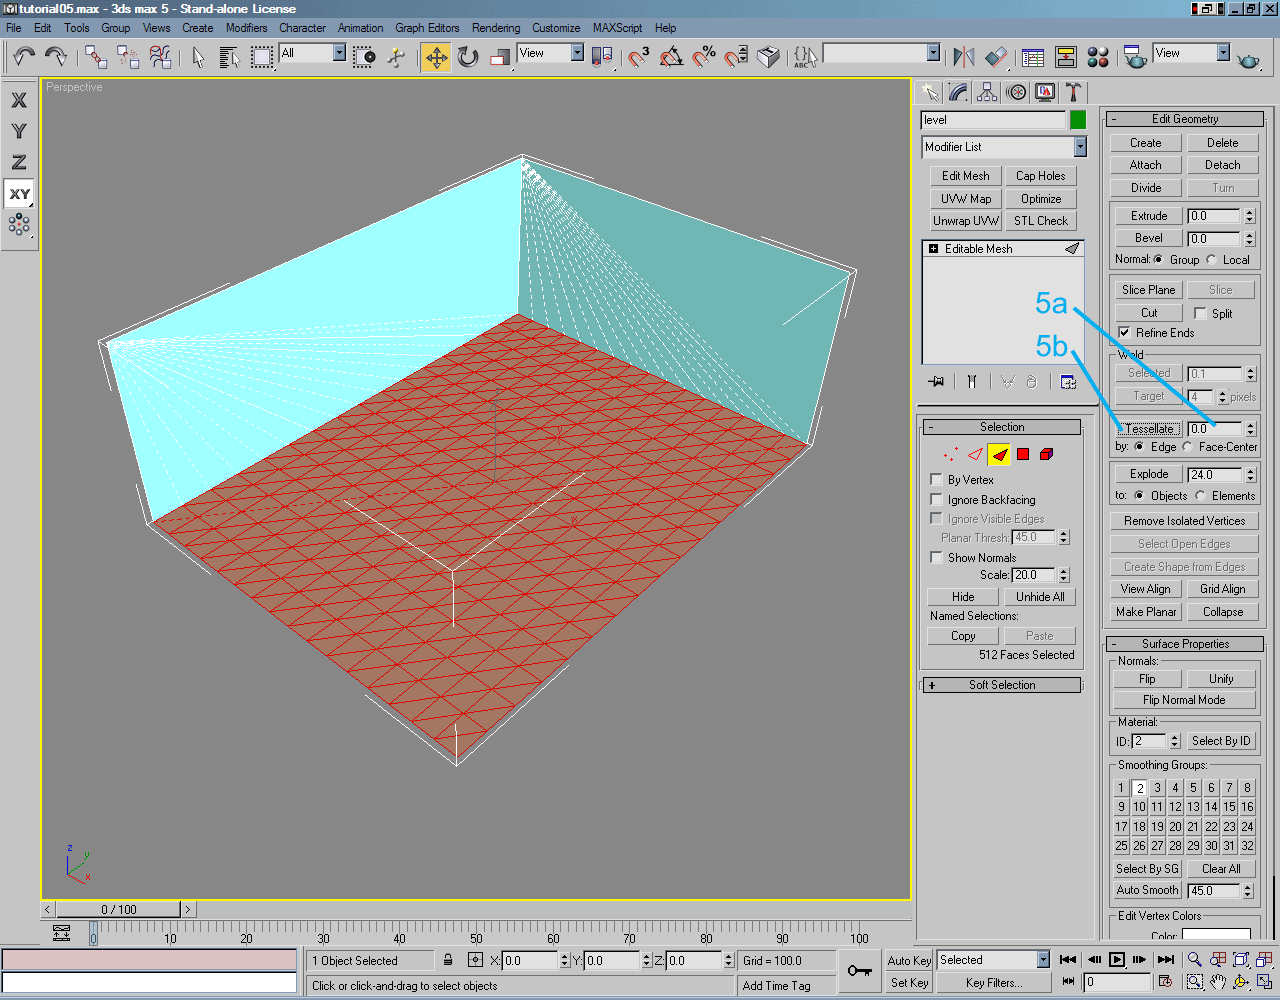 tutorial05.max - 3ds max 5 - Stand-alone License
File Edit Tools Group Views Create Modifiers Character Animation Graph Editors Rendering Customize MAXScript Help
All
View
3
%
{}
ABC
View
X
Y
Z
XY
Perspective
z
y
x
level
Modifier List
Edit Mesh Cap Holes
UVW Map Optimize
Unwrap UVW STL Check
Editable Mesh
5a
5b
- Selection
By Vertex
Ignore Backfacing
Ignore Visible Edges
Planar Thresh: 45.0
Show Normals
Scale: 20.0
Hide Unhide All
Named Selections:
Copy Paste
512 Faces Selected
+ Soft Selection
- Edit Geometry
Create Delete
Attach Detach
Divide Turn
Extrude 0.0
Bevel 0.0
Normal: Group Local
Slice Plane Slice
Cut Split
Refine Ends
Weld
Selected 0.1
Target 4 pixels
Tessellate 0.0
by: Edge Face-Center
Explode 24.0
to: Objects Elements
Remove Isolated Vertices
Select Open Edges
Create Shape from Edges
View Align Grid Align
Make Planar Collapse
- Surface Properties
Normals:
Flip Unify
Flip Normal Mode
Material:
ID: 2 Select By ID
Smoothing Groups:
1 2 3 4 5 6 7 8
9 10 11 12 13 14 15 16
17 18 19 20 21 22 23 24
25 26 27 28 29 30 31 32
Select By SG Clear All
Auto Smooth 45.0
Edit Vertex Colors
Color:
< 0 / 100 >
0 10 20 30 40 50 60 70 80 90 100
1 Object Selected X: 0.0 Y: 0.0 Z: 0.0 Grid = 100.0 Auto Key Selected
Click or click-and-drag to select objects Add Time Tag Set Key Key Filters... 0